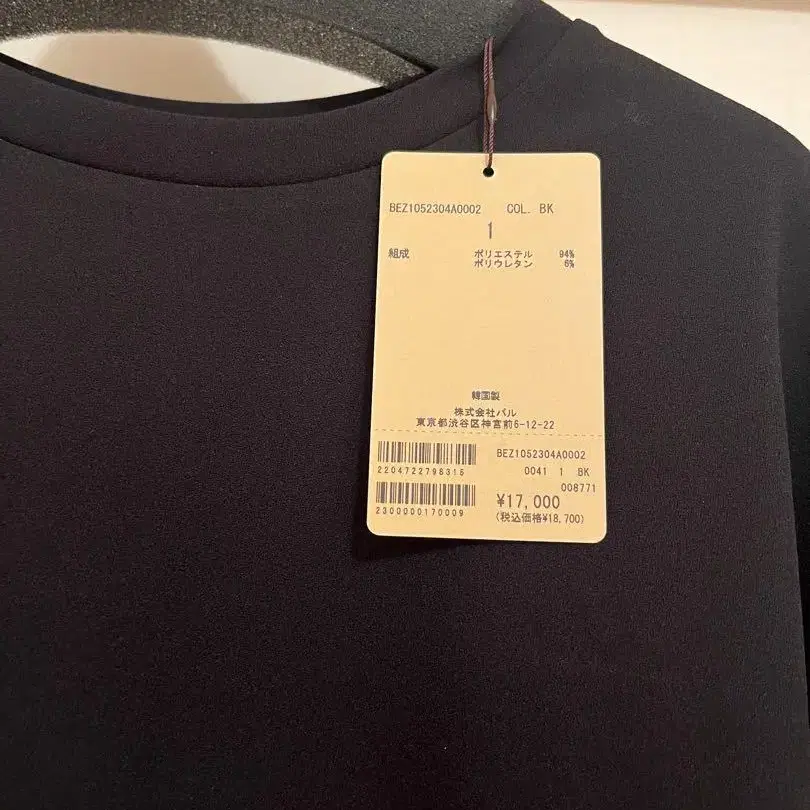 BEZ1052304A0002 COL. BK
1
組成 ポリエステル 94%
ポリウレタン 6%
韓国製
株式会社パル
東京都渋谷区神宮前6-12-22
BEZ1052304A0002
2204722798315 0041 1 BK
008771
¥17,000
2300000170009 (税込価格¥18,700)